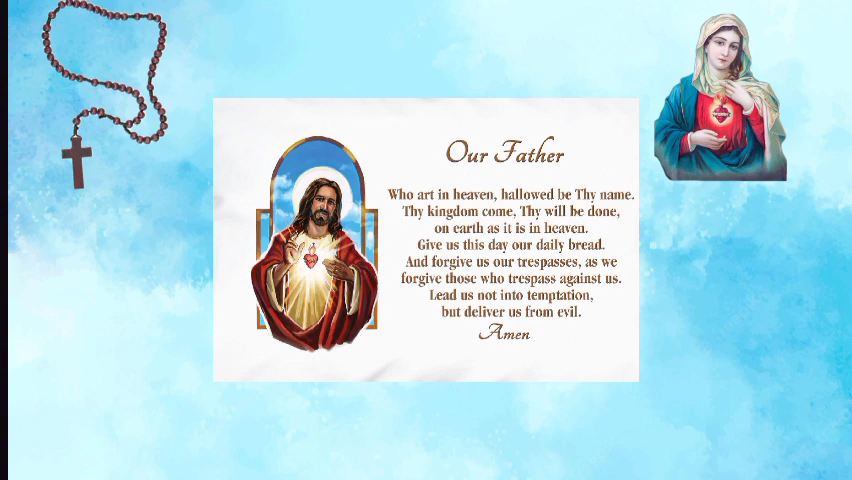 Our Father
Who art in heaven, hallowed be Thy name.
Thy kingdom come, Thy will be done,
on earth as it is in heaven.
Give us this day our daily bread.
And forgive us our trespasses, as we
forgive those who trespass against us.
Lead us not into temptation,
but deliver us from evil.
Amen